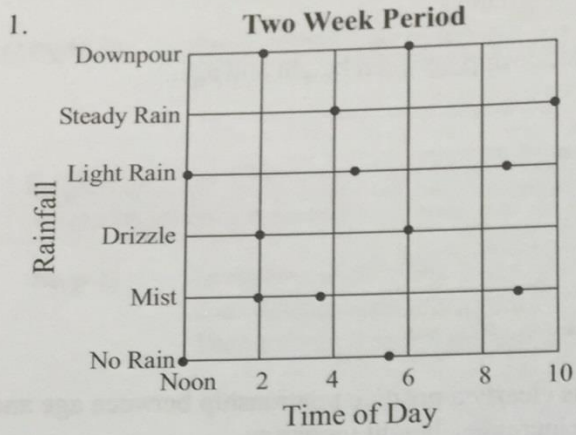 1.
Two Week Period
Downpour
Steady Rain
Light Rain
Drizzle
Mist
No Rain
Rainfall
Noon 2 4 6 8 10
Time of Day